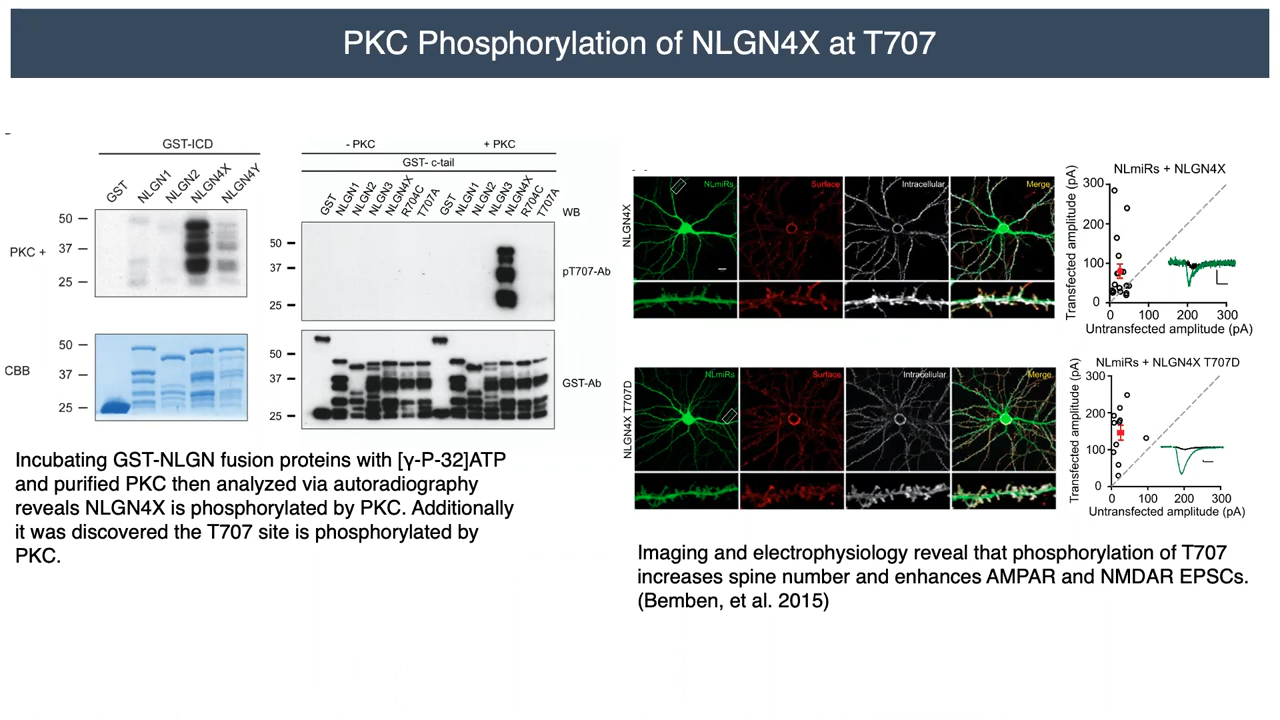 PKC Phosphorylation of NLGN4X at T707
GST-ICD
GST
NLGN1
NLGN2
NLGN4X
NLGN4Y
PKC +
50
37
25
CBB
50
37
25
- PKC
+ PKC
GST- c-tail
GST
NLGN1
NLGN2
NLGN3
NLGN4X
R704C
T707A
GST
NLGN1
NLGN2
NLGN3
NLGN4X
R704C
T707A
WB
50
37
25
pT707-Ab
50
37
25
GST-Ab
Incubating GST-NLGN fusion proteins with [γ-P-32]ATP
and purified PKC then analyzed via autoradiography
reveals NLGN4X is phosphorylated by PKC. Additionally
it was discovered the T707 site is phosphorylated by
PKC.
NLGN4X
NLmiRs
Surface
Intracellular
Merge
NLmiRs + NLGN4X
Transfected amplitude (pA)
300
200
100
0
0
100
200
300
Untransfected amplitude (pA)
NLGN4X T707D
NLmiRs
Surface
Intracellular
Merge
NLmiRs + NLGN4X T707D
Transfected amplitude (pA)
300
200
100
0
0
100
200
300
Untransfected amplitude (pA)
Imaging and electrophysiology reveal that phosphorylation of T707
increases spine number and enhances AMPAR and NMDAR EPSCs.
(Bemben, et al. 2015)